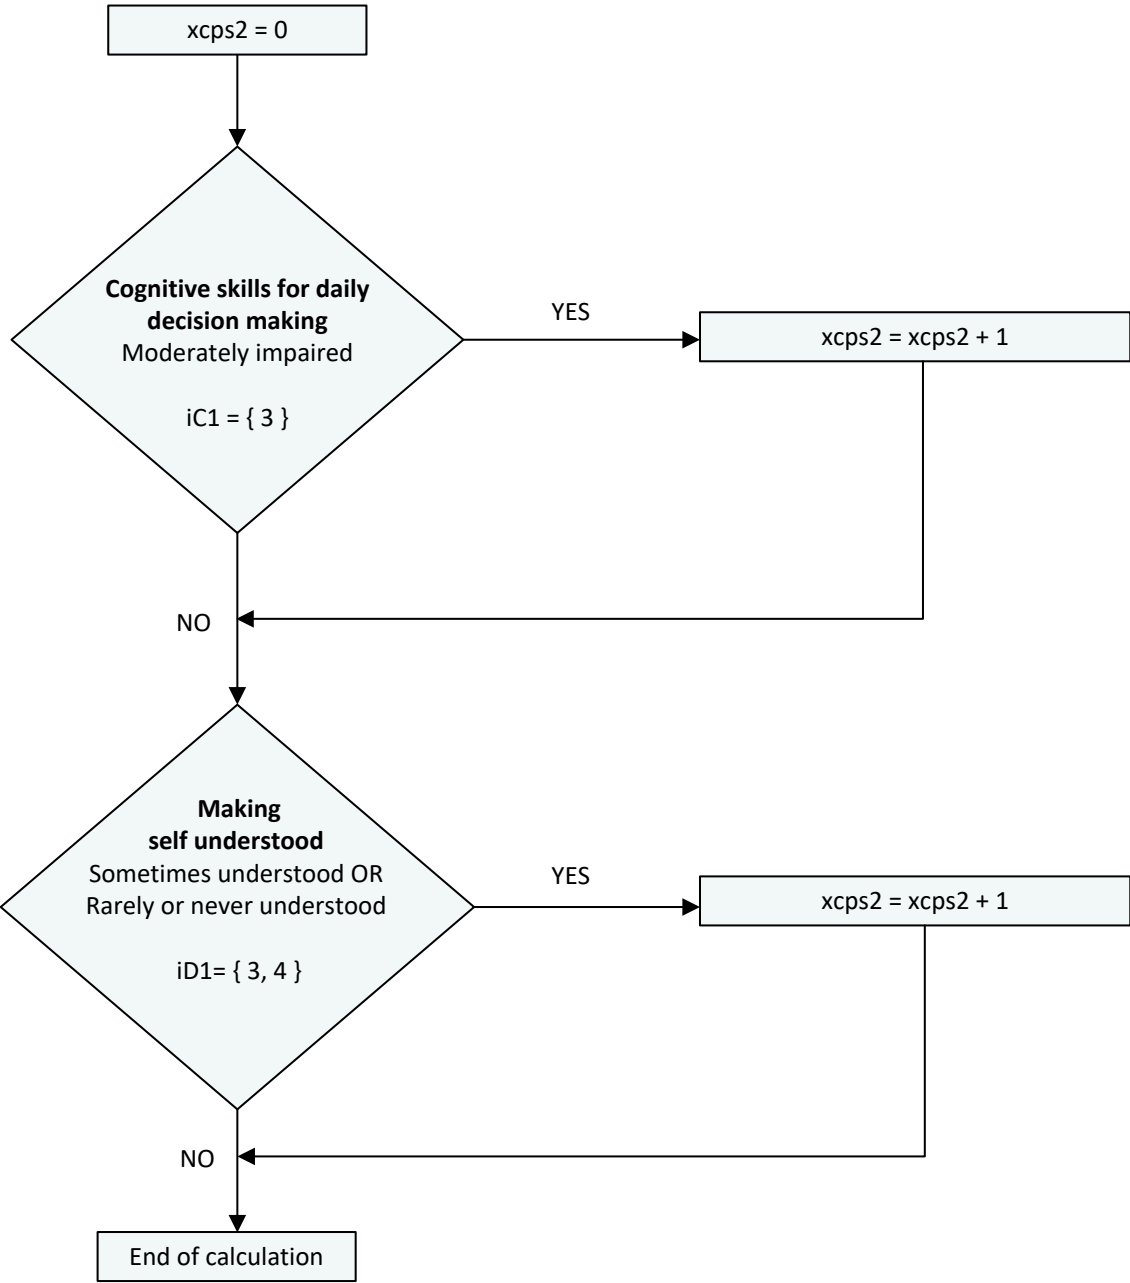 xcps2 = 0
Cognitive skills for daily
decision making
Moderately impaired
iC1 = { 3 }
YES
xcps2 = xcps2 + 1
NO
Making
self understood
Sometimes understood OR
Rarely or never understood
iD1= { 3, 4 }
YES
xcps2 = xcps2 + 1
NO
End of calculation